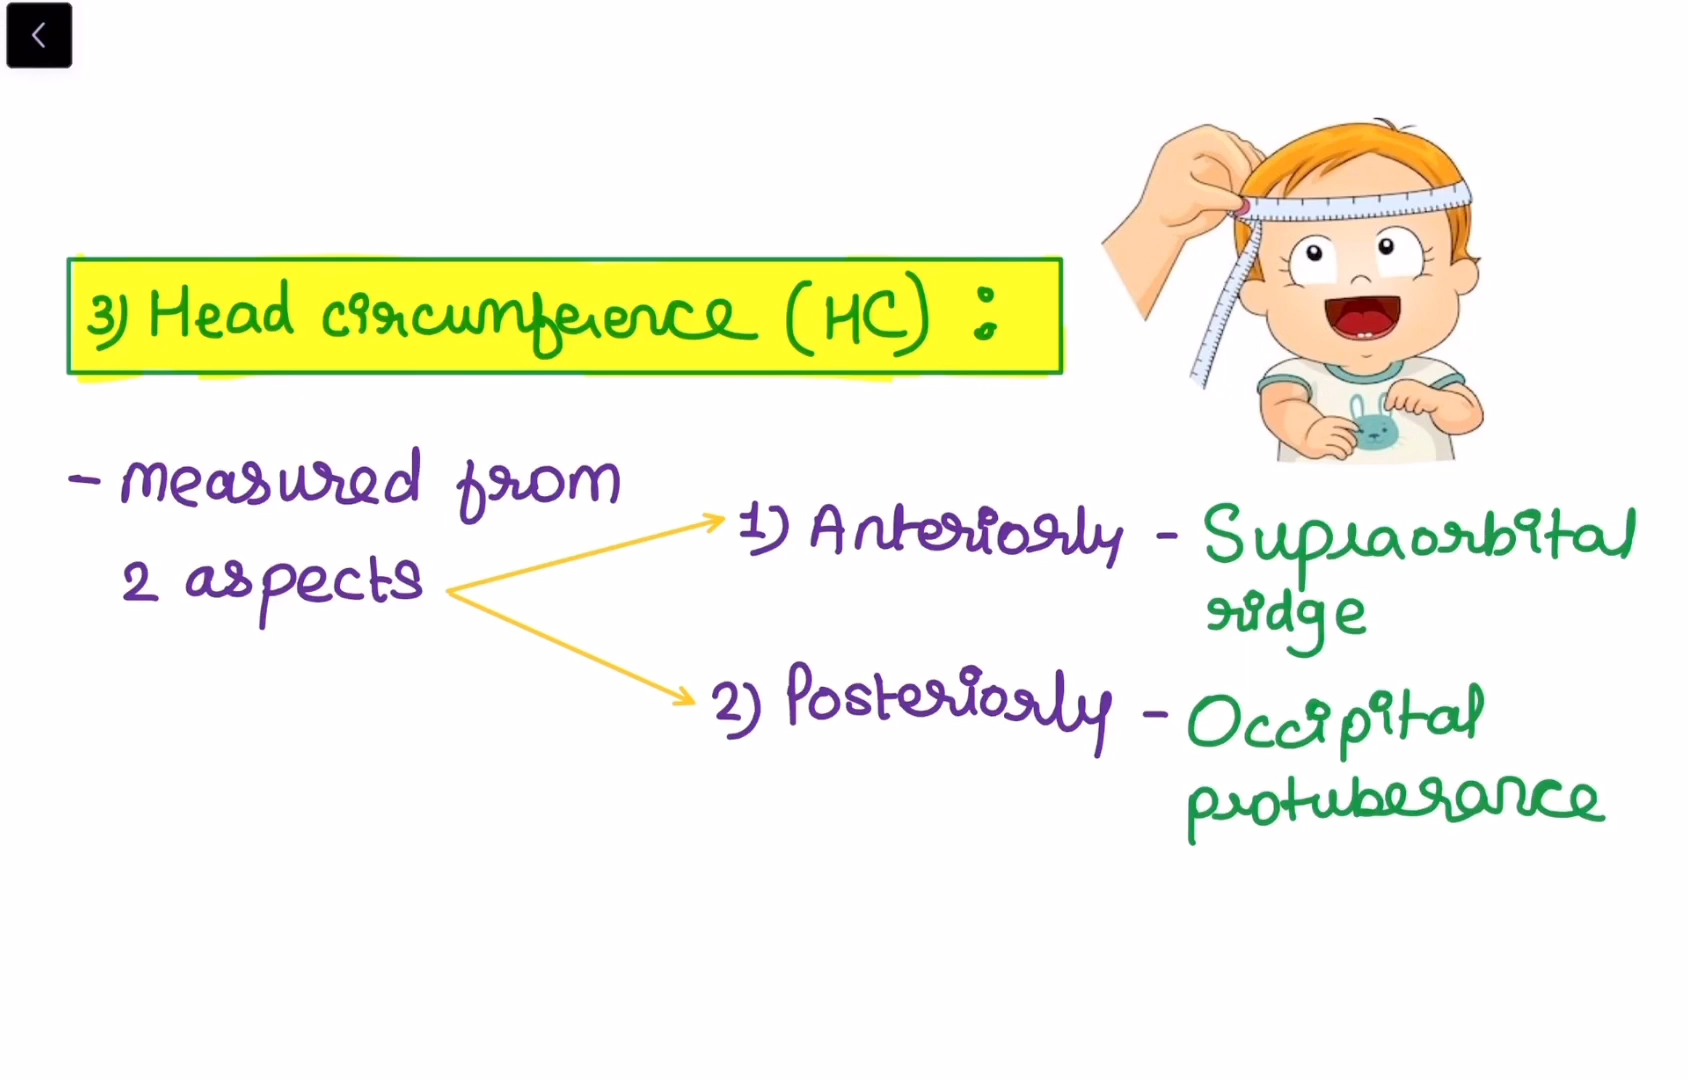 3) Head circumference (HC) :
- measured from
2 aspects
1) Anteriorly - Supraorbital
ridge
2) Posteriorly - Occipital
protuberance